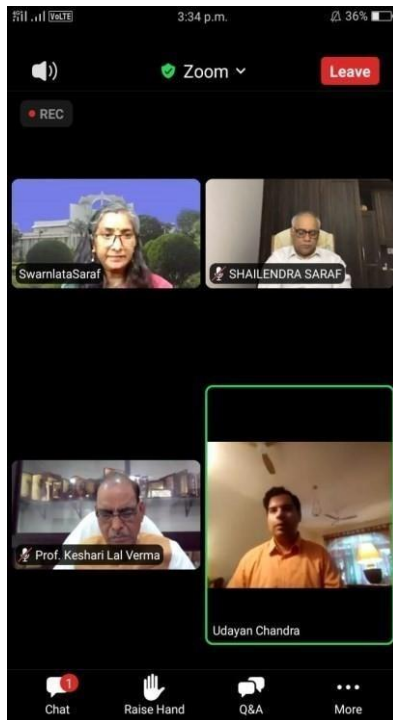 VoLTE 3:34 p.m. 36%
Zoom Leave
REC
SwarnlataSaraf SHAILENDRA SARAF
Prof. Keshari Lal Verma
Udayan Chandra
1
Chat Raise Hand Q&A More